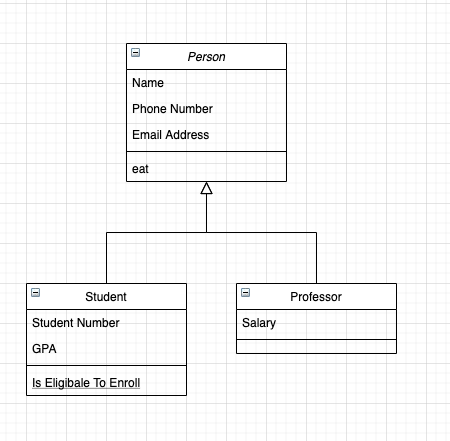 Person
Name
Phone Number
Email Address
eat
Student
Student Number
GPA
Is Eligibale To Enroll
Professor
Salary